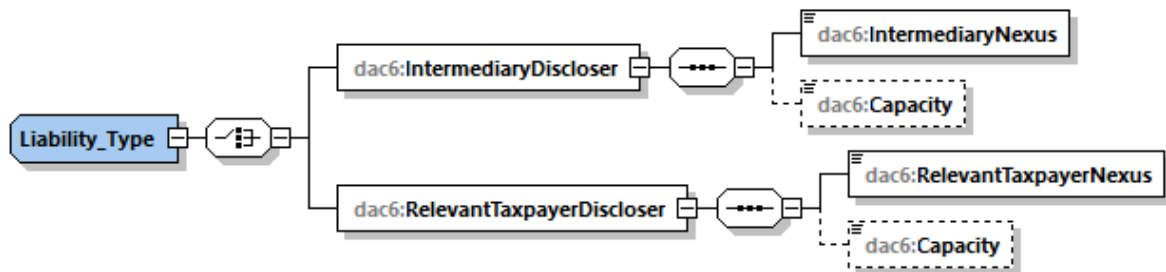 dac6:IntermediaryNexus
dac6:IntermediaryDiscloser
dac6:Capacity
Liability_Type
dac6:RelevantTaxpayerNexus
dac6:RelevantTaxpayerDiscloser
dac6:Capacity